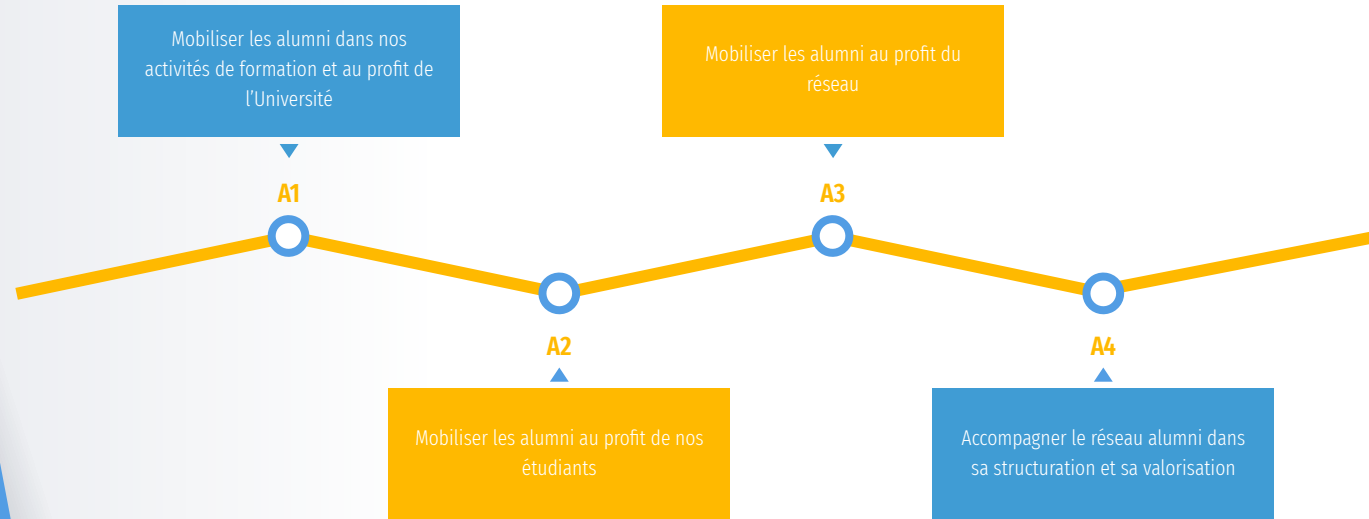 Mobiliser les alumni dans nos
activités de formation et au profit de
l'Université
A1
Mobiliser les alumni au profit du
réseau
A3
A2
Mobiliser les alumni au profit de nos
étudiants
A4
Accompagner le réseau alumni dans
sa structuration et sa valorisation